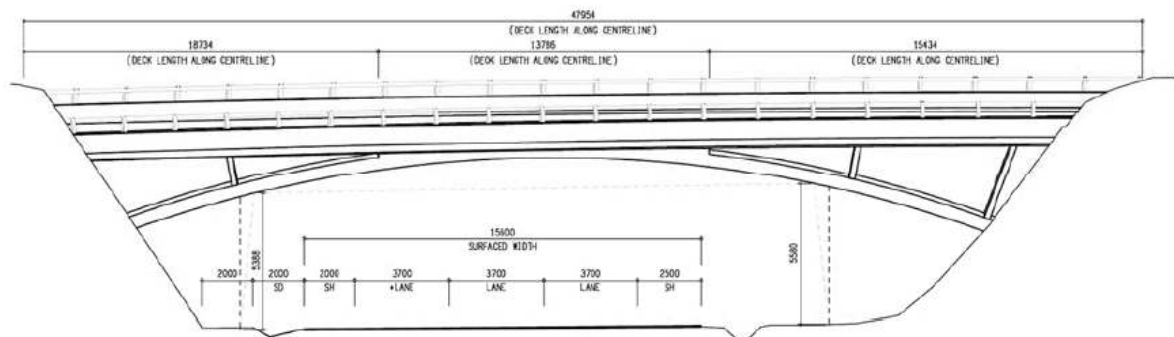 47954
(DECK LENGTH ALONG CENTRELINE)
18734
13786
15434
(DECK LENGTH ALONG CENTRELINE)
(DECK LENGTH ALONG CENTRELINE)
(DECK LENGTH ALONG CENTRELINE)
15600
SURFACED WIDTH
5388
5580
2000
2000
2000
3700
3700
3700
2500
SD
SH
+LANE
LANE
LANE
SH